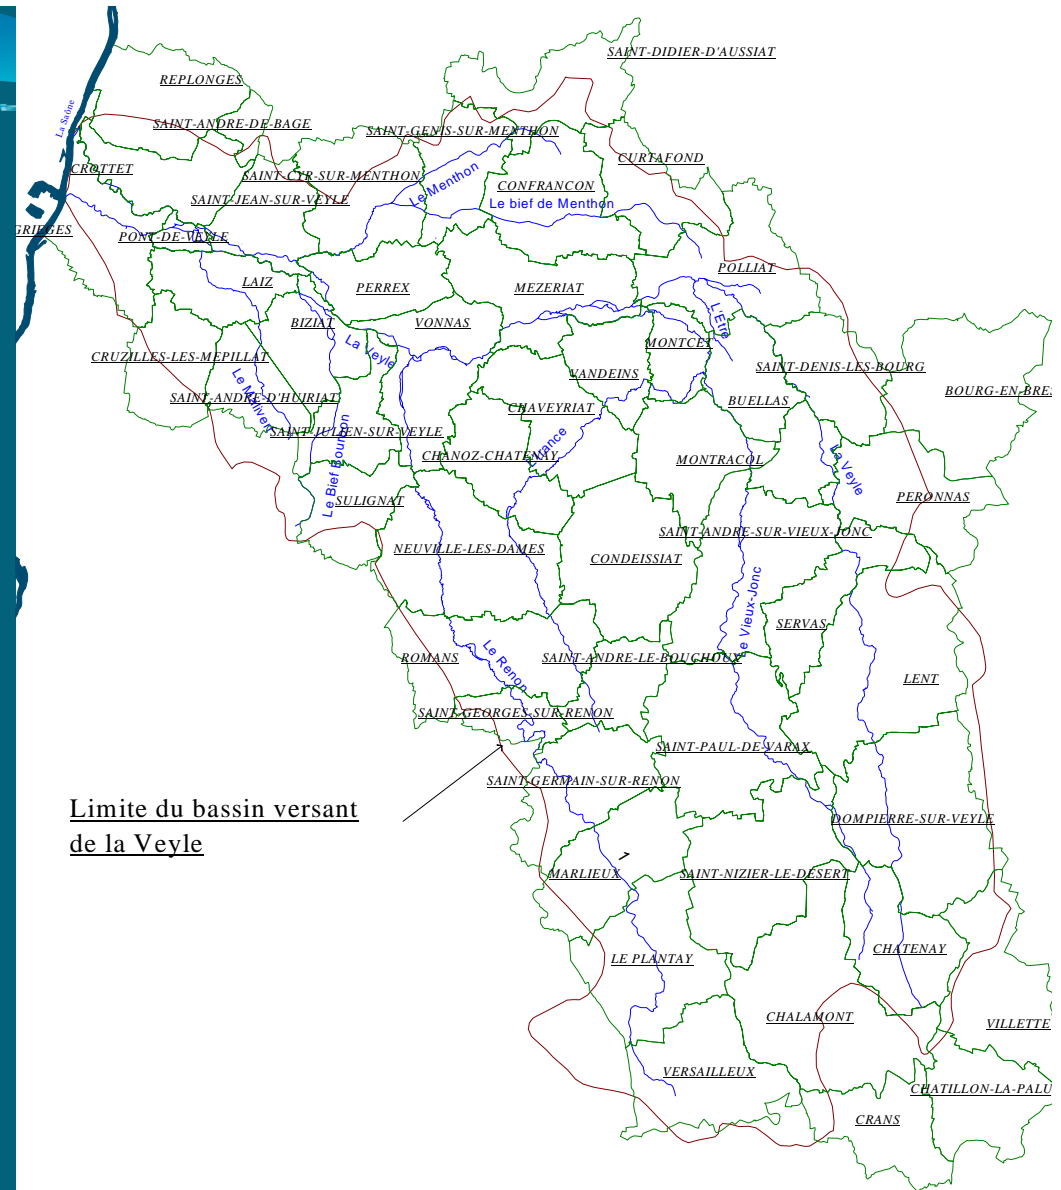 SAINT-DIDIER-D'AUSSIAT
REPLONGES
La Saône
SAINT-ANDRE-DE-BAGE
SAINT-GENIS-SUR-MENTHON
CURTAFOND
CROTTET
SAINT-CYR-SUR-MENTHON
Le Menthon
CONFRANCON
SAINT-JEAN-SUR-VEYLE
Le bief de Menthon
GRIEGES
PONT-DE-VEYLE
POLLIAT
LAIZ
PERREX
MEZERIAT
BIZIAT
VONNAS
L'Etre
La Veyle
MONTCET
CRUZILLES-LES-MEPILLAT
VANDEINS
SAINT-DENIS-LES-BOURG
BOURG-EN-BRES
Le Malivert
SAINT-ANDRE-D'HUIRIAT
CHAVEYRIAT
BUELLAS
SAINT-JULIEN-SUR-VEYLE
CHANOZ-CHATENAY
MONTRACOL
La Veyle
Le Bief Bourbon
SULIGNAT
PERONNAS
SAINT-ANDRE-SUR-VIEUX-JONC
NEUVILLE-LES-DAMES
CONDEISSIAT
Le Vieux-Jonc
SERVAS
ROMANS
Le Renon
SAINT-ANDRE-LE-BOUCHOUX
LENT
SAINT-GEORGES-SUR-RENON
SAINT-PAUL-DE-VARAX
SAINT-GERMAIN-SUR-RENON
Limite du bassin versant
de la Veyle
DOMPIERRE-SUR-VEYLE
MARLIEUX
SAINT-NIZIER-LE-DESERT
CHATENAY
LE PLANTAY
CHALAMONT
VILLETTE
VERSAILLEUX
CHATILLON-LA-PALU
CRANS